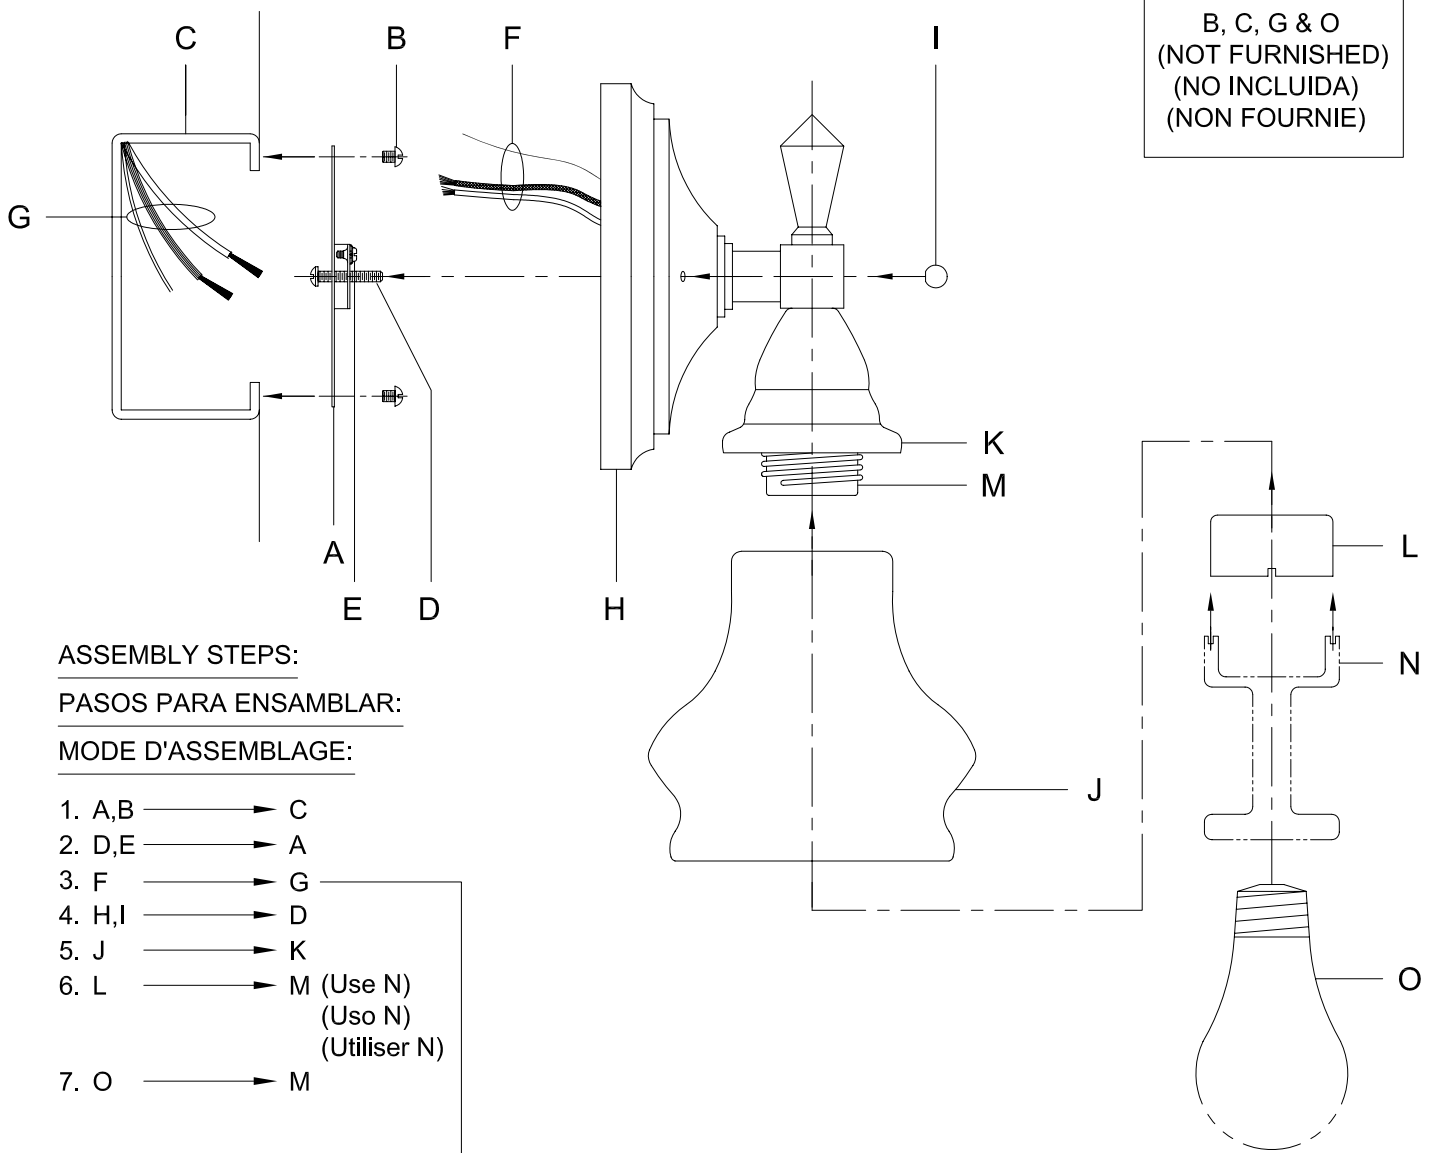 C
B
F
I
B, C, G & O
(NOT FURNISHED)
(NO INCLUIDA)
(NON FOURNIE)
G
K
M
A
E
D
H
L
N
J
O
ASSEMBLY STEPS:
PASOS PARA ENSAMBLAR:
MODE D'ASSEMBLAGE:
1. A,B C
2. D,E A
3. F G
4. H,I D
5. J K
6. L M (Use N)
(Uso N)
(Utiliser N)
7. O M